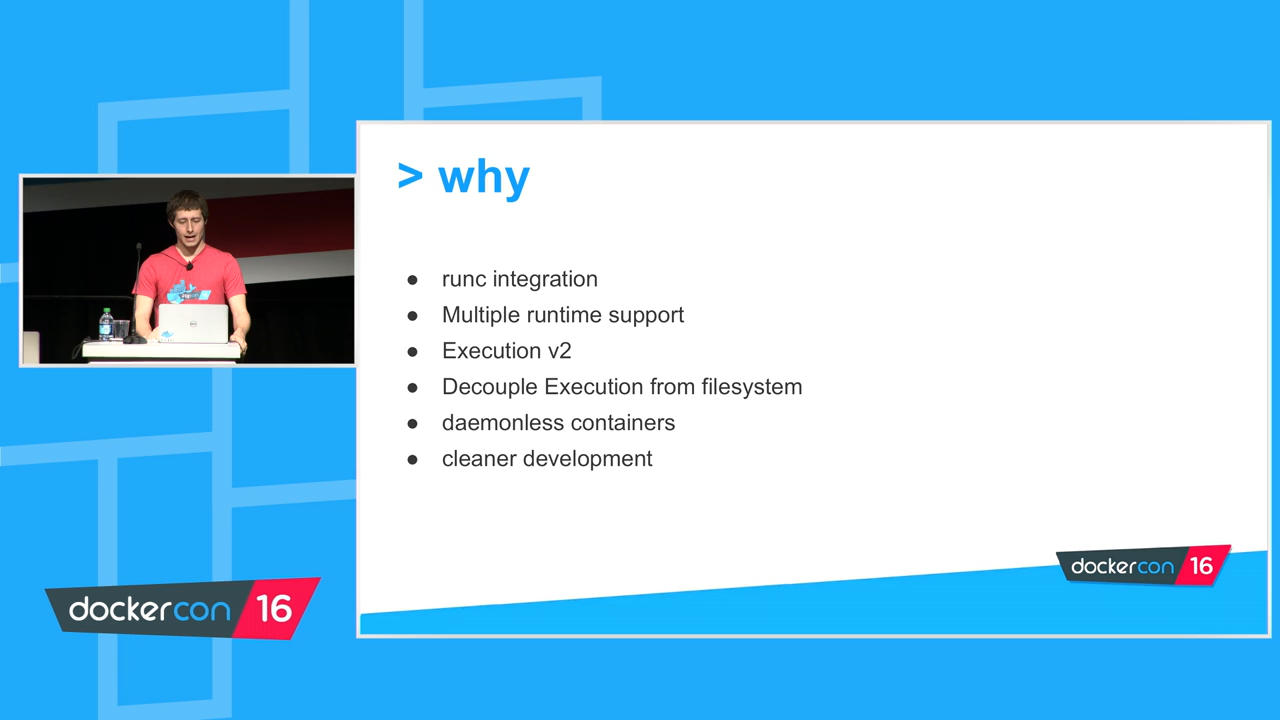 > why
● runc integration
● Multiple runtime support
● Execution v2
● Decouple Execution from filesystem
● daemonless containers
● cleaner development
dockercon 16
dockercon 16